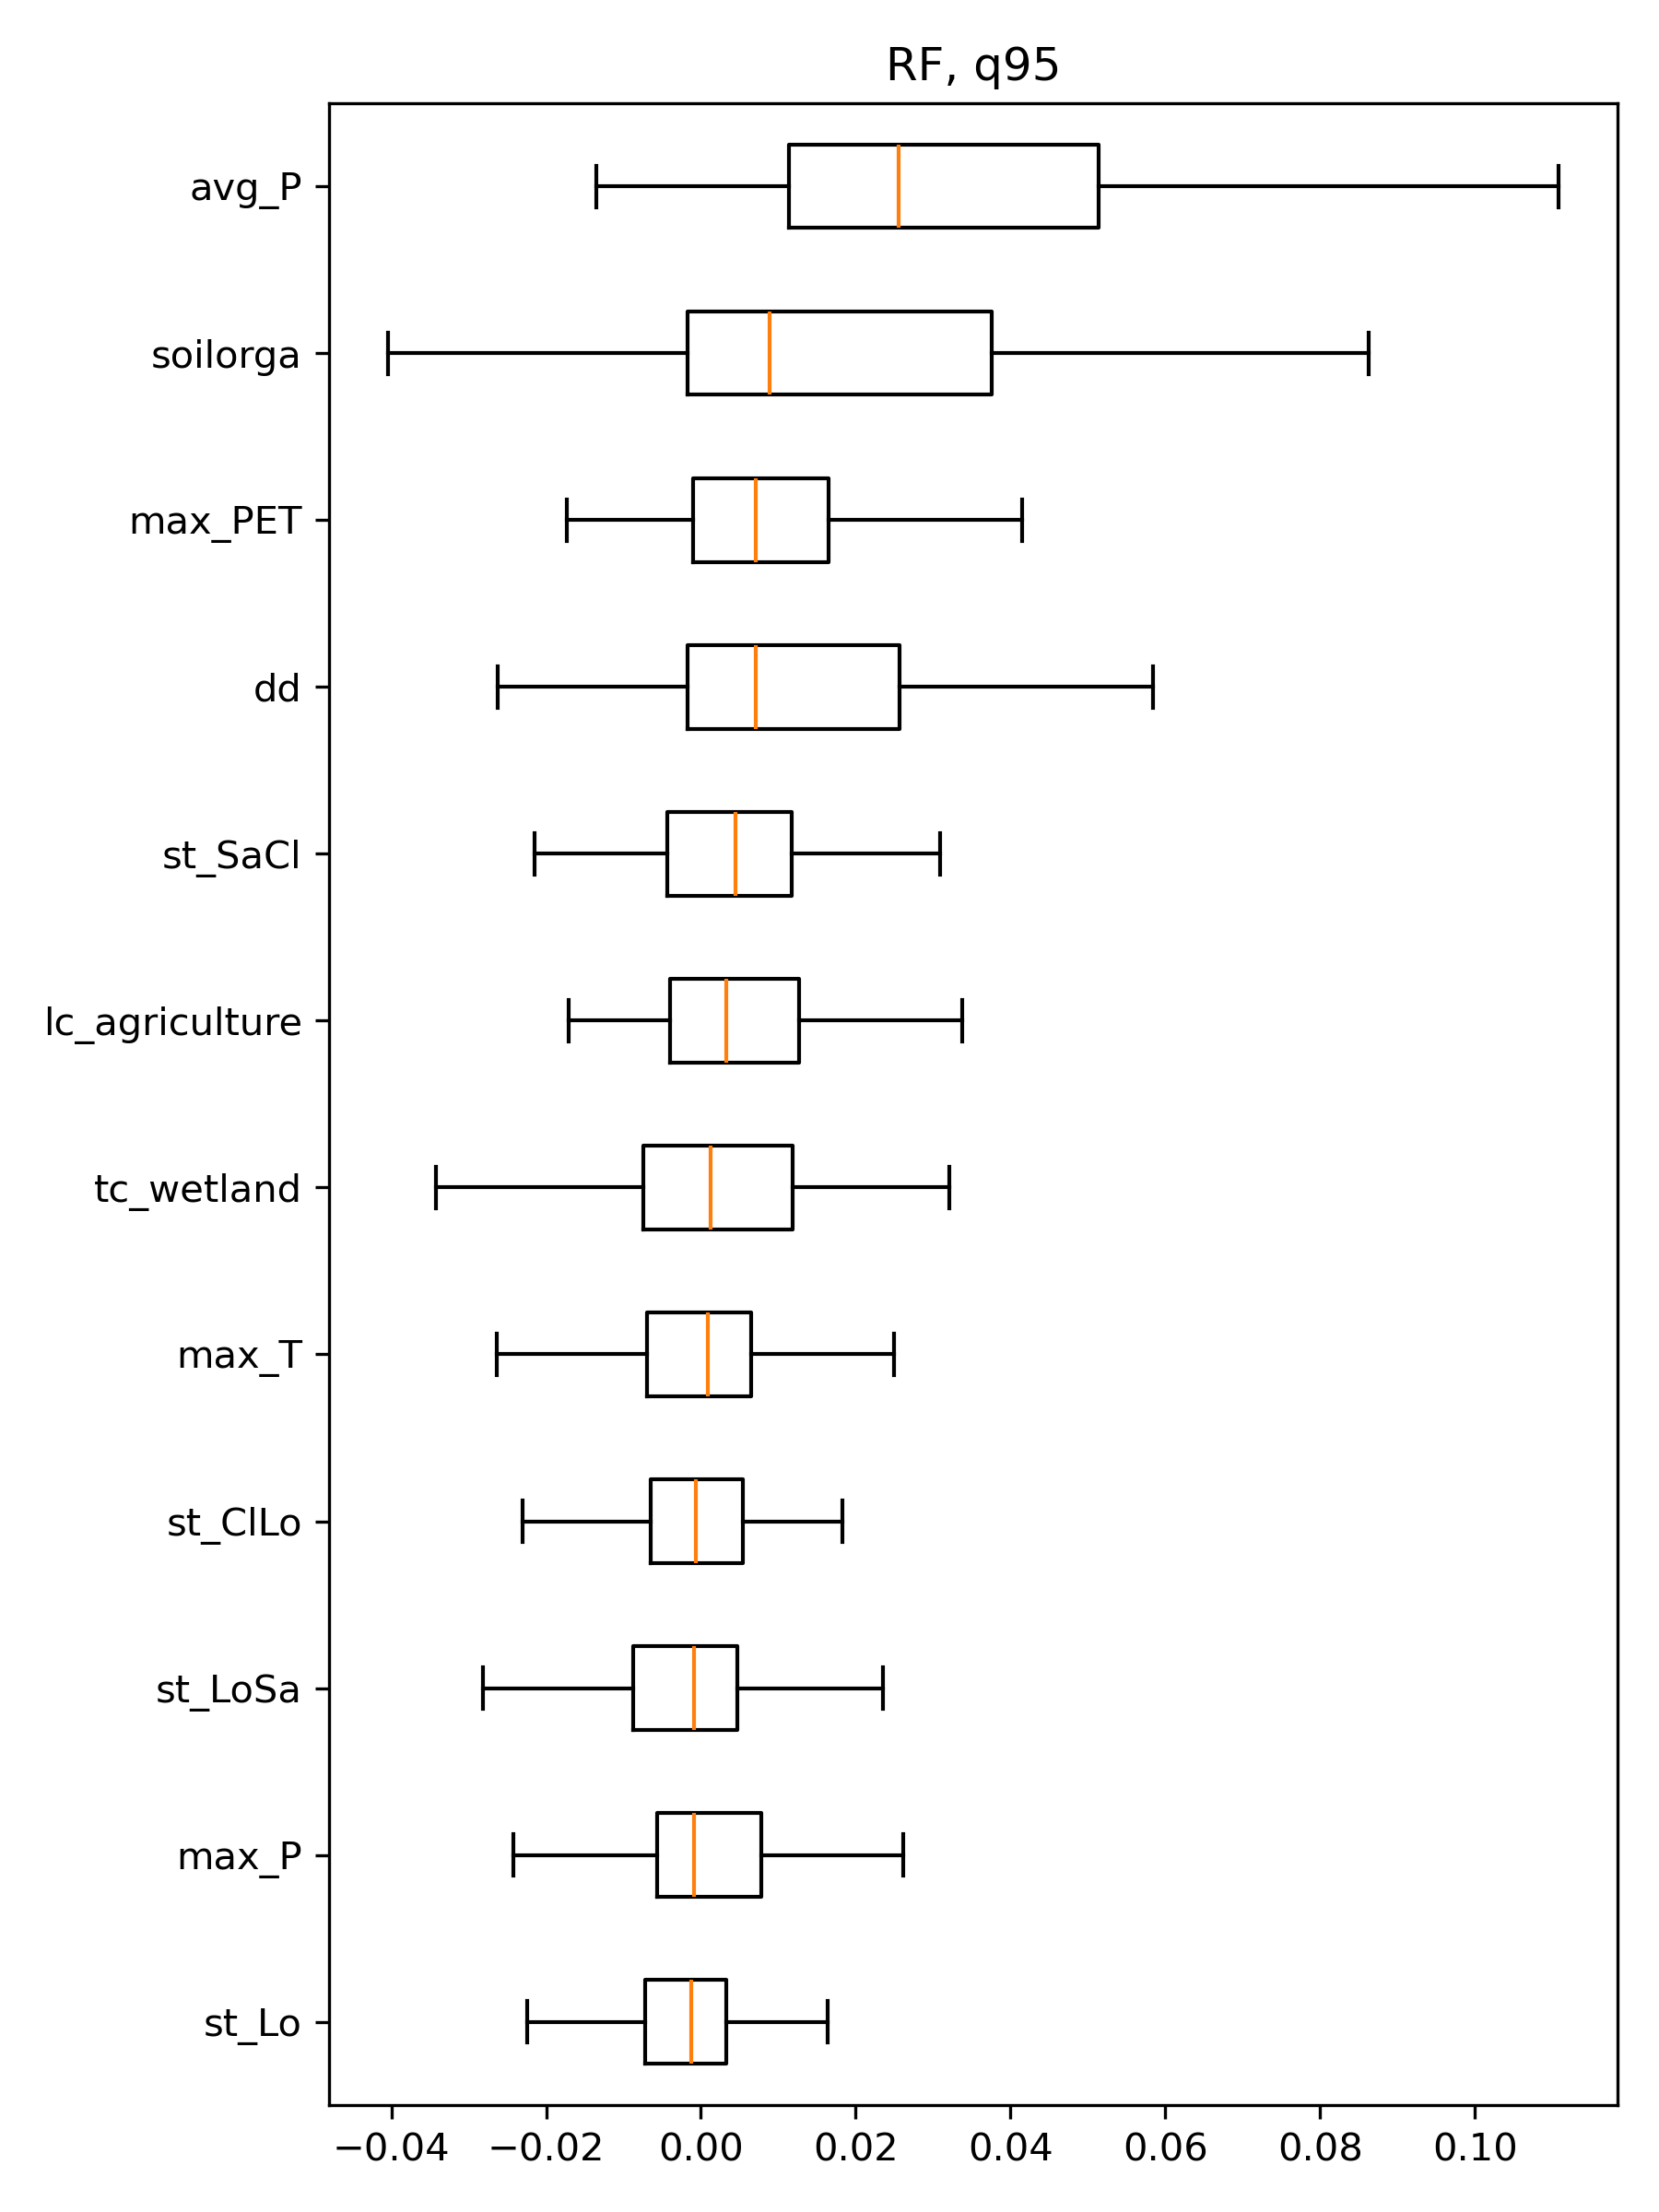 RF, q95
avg_P
soilorga
max_PET
dd
st_SaCl
lc_agriculture
tc_wetland
max_T
st_ClLo
st_LoSa
max_P
st_Lo
−0.04 −0.02 0.00 0.02 0.04 0.06 0.08 0.10